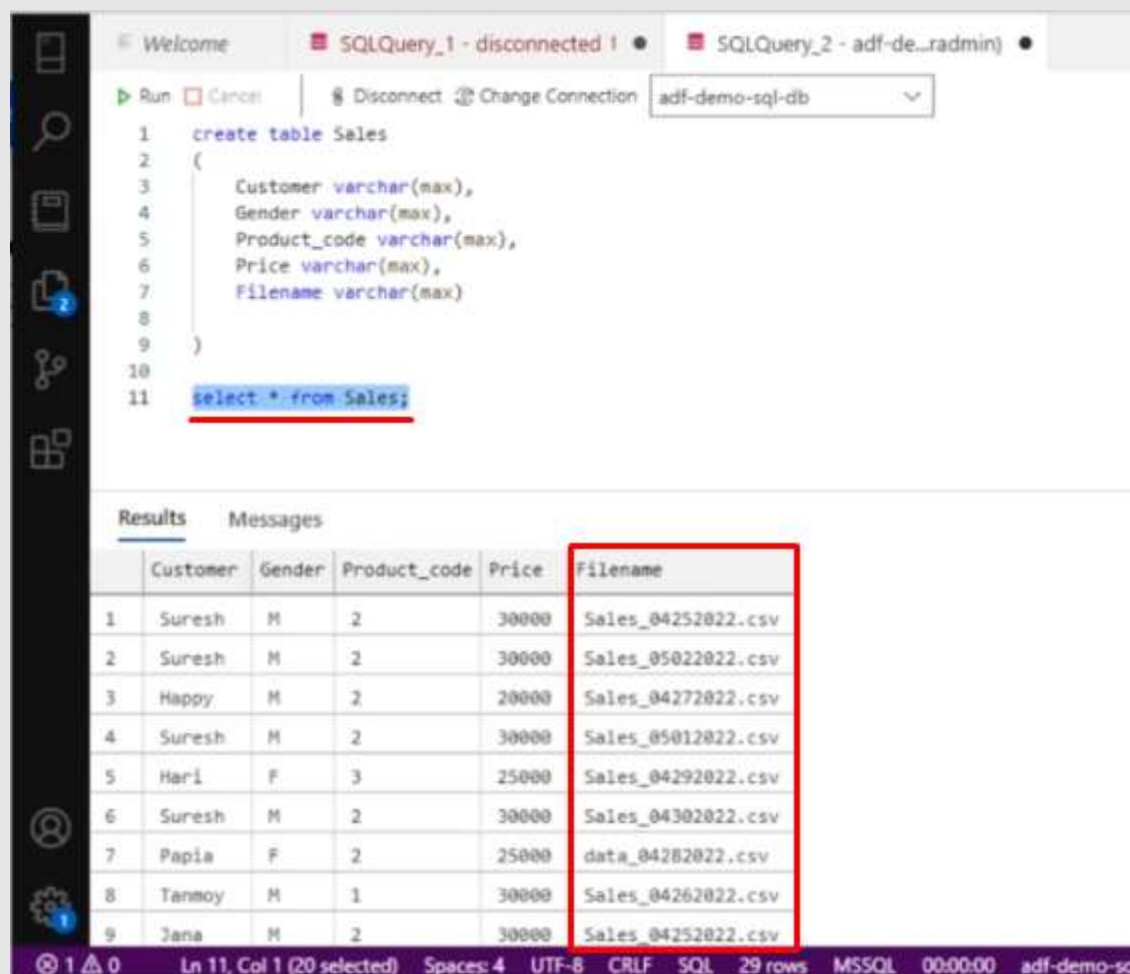 Welcome SQLQuery_1 - disconnected 1 ● SQLQuery_2 - adf-de...radmin) ●
Run Cancel Disconnect Change Connection adf-demo-sql-db
1 create table Sales
2 (
3 Customer varchar(max),
4 Gender varchar(max),
5 Product_code varchar(max),
6 Price varchar(max),
7 Filename varchar(max)
8
9 )
10
11 select * from Sales;
2
Results Messages
Customer Gender Product_code Price Filename
1 Suresh M 2 30000 Sales_04252022.csv
2 Suresh M 2 30000 Sales_05022022.csv
3 Happy M 2 20000 Sales_04272022.csv
4 Suresh M 2 30000 Sales_05012022.csv
5 Hari F 3 25000 Sales_04292022.csv
6 Suresh M 2 30000 Sales_04302022.csv
7 Papia F 2 25000 data_04282022.csv
8 Tanmoy M 1 30000 Sales_04262022.csv
9 Jana M 2 30000 Sales_04252022.csv
1
1 0 Ln 11, Col 1 (20 selected) Spaces: 4 UTF-8 CRLF SQL 29 rows MSSQL 00:00:00 adf-demo-sc